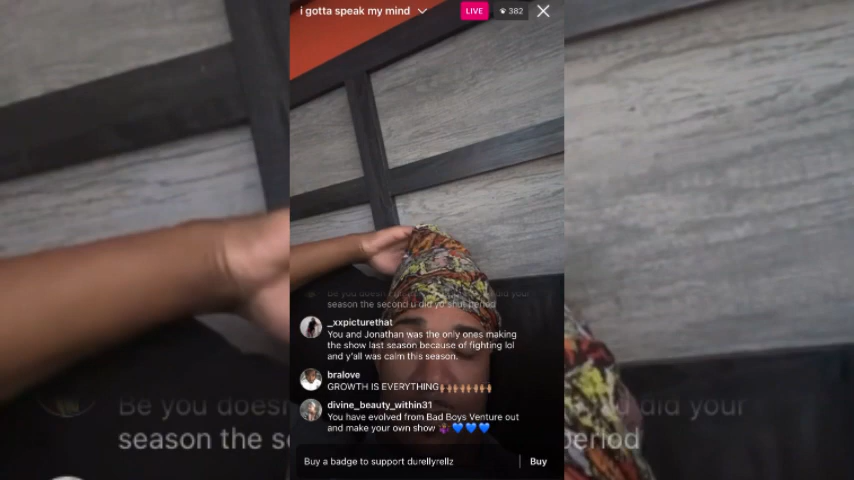 i gotta speak my mind
LIVE
382
season the second u did yo shut period
_xxpicturethat
You and Jonathan was the only ones making
the show last season because of fighting lol
and y'all was calm this season.
bralove
GROWTH IS EVERYTHING
divine_beauty_within31
You have evolved from Bad Boys Venture out
and make your own show
Buy a badge to support durellyrellz
Buy
Be you does
did your
season the s
period